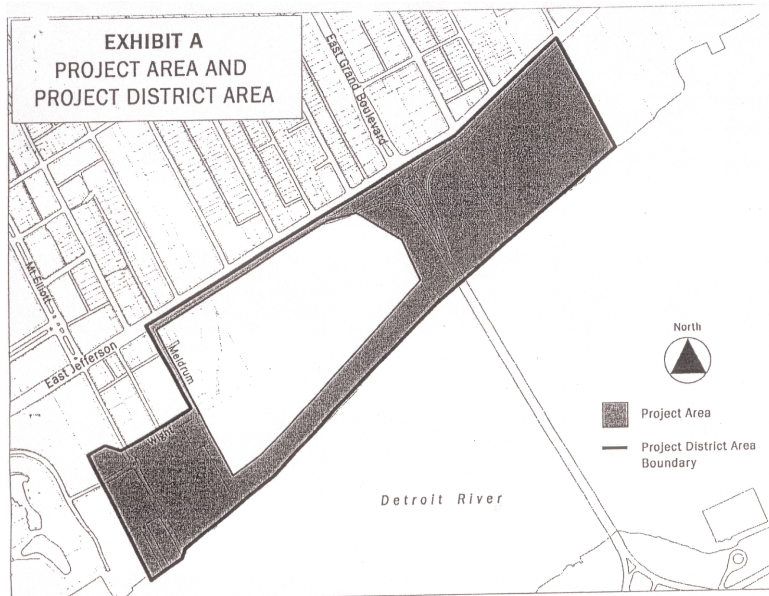 EXHIBIT A
PROJECT AREA AND
PROJECT DISTRICT AREA
East Grand Boulevard
Mt Elliott
East Jefferson
Meldrum
Wight
North
Project Area
Project District Area
Boundary
Detroit River